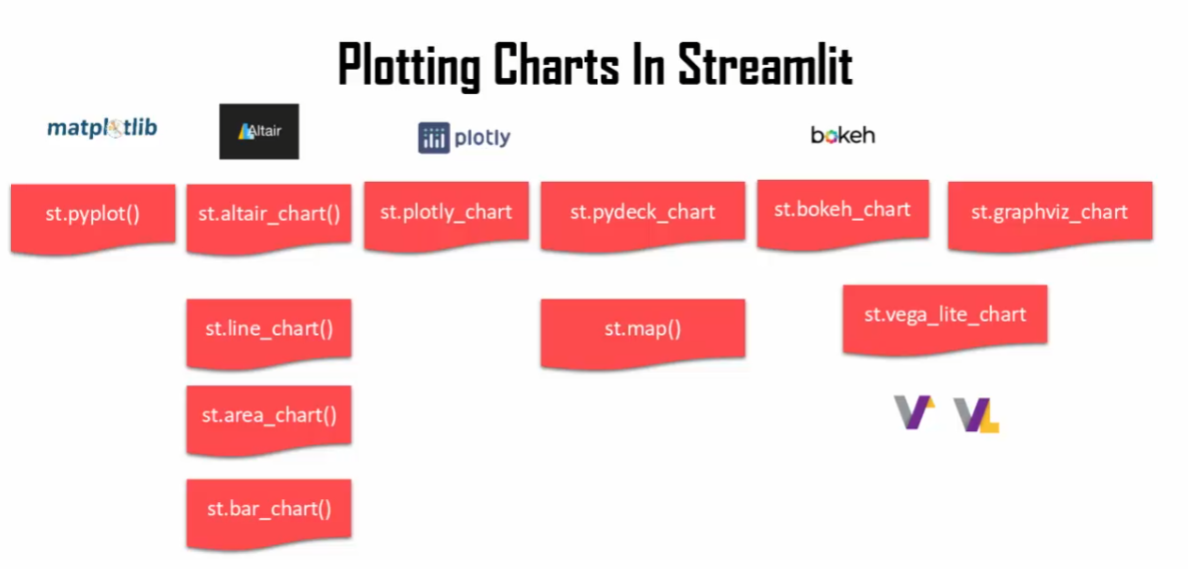 Plotting Charts In Streamlit
matplotlib
Altair
plotly
bokeh
st.pyplot()
st.altair_chart()
st.plotly_chart
st.pydeck_chart
st.bokeh_chart
st.graphviz_chart
st.line_chart()
st.map()
st.vega_lite_chart
st.area_chart()
st.bar_chart()